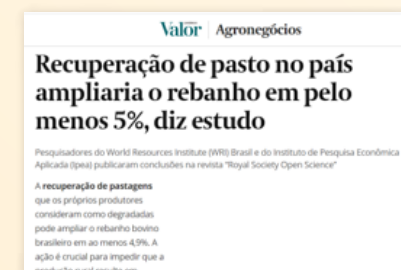 Valor Agronegócios
Recuperação de pasto no país
ampliaria o rebanho em pelo
menos 5%, diz estudo
Pesquisadores do World Resources Institute (WRI) Brasil e do Instituto de Pesquisa Econômica
Aplicada (Ipea) publicaram conclusões na revista "Royal Society Open Science"
A recuperação de pastagens
que os próprios produtores
consideram como degradadas
pode ampliar o rebanho bovino
brasileiro em ao menos 4,9%. A
ação é crucial para impedir que a